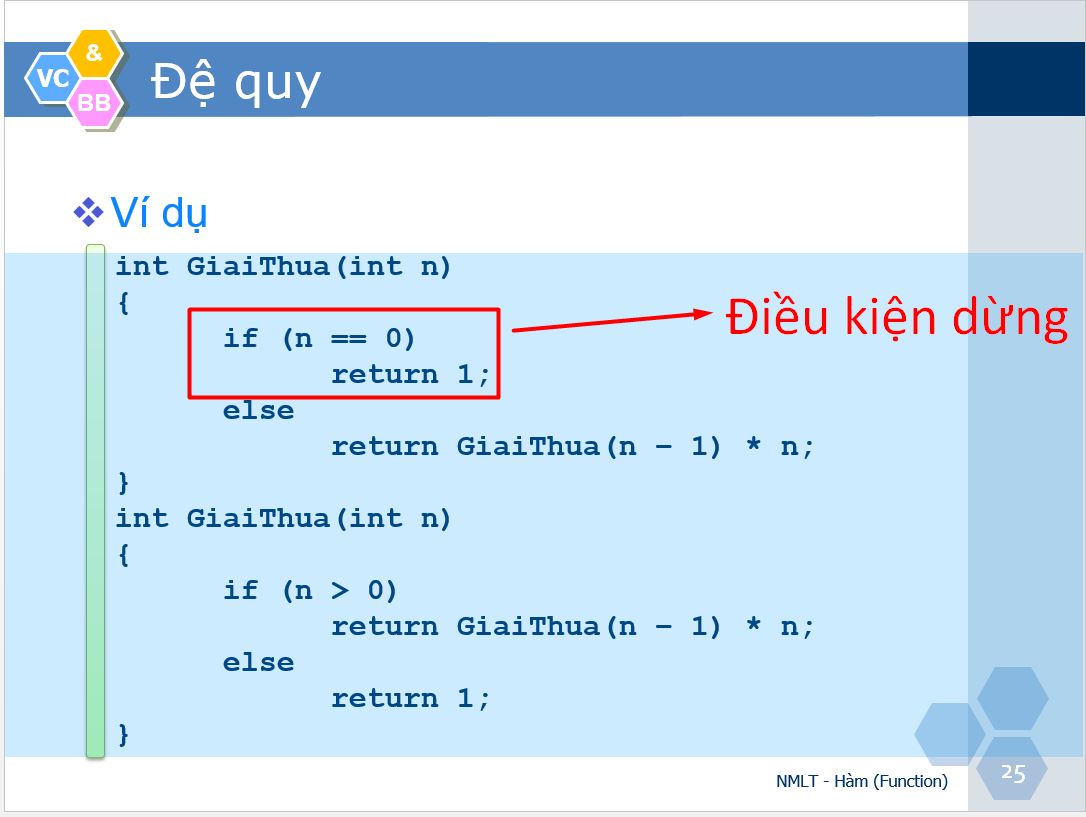 &
VC
BB
Đệ quy
Ví dụ
int GiaiThua(int n)
{
if (n == 0)
Điều kiện dừng
return 1;
else
return GiaiThua(n – 1) * n;
}
int GiaiThua(int n)
{
if (n > 0)
return GiaiThua(n – 1) * n;
else
return 1;
}
NMLT - Hàm (Function)
25